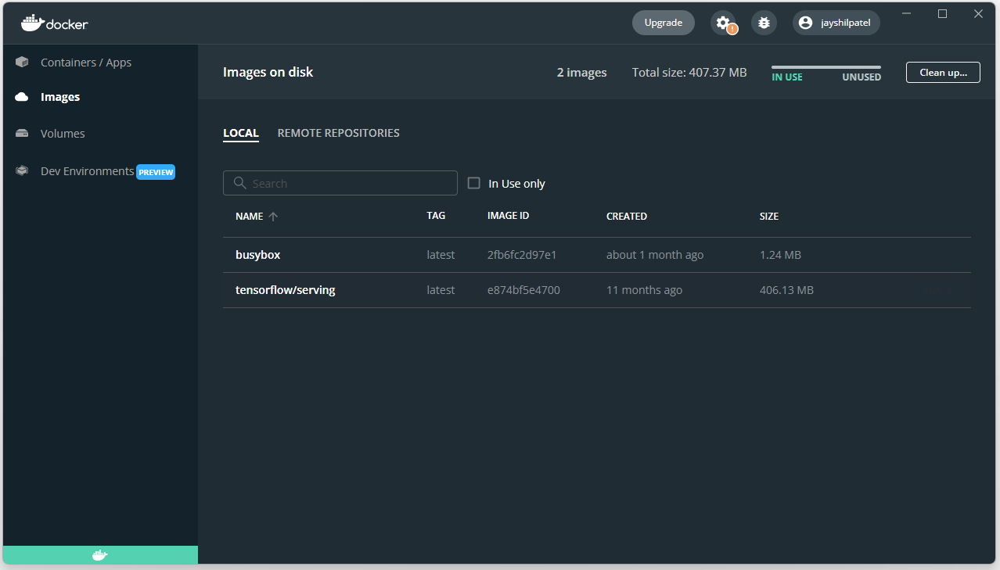 docker
Upgrade
jayshilpatel
Containers / Apps
Images
Volumes
Dev Environments PREVIEW
Images on disk
2 images
Total size: 407.37 MB
IN USE UNUSED
Clean up...
LOCAL REMOTE REPOSITORIES
Search
In Use only
NAME TAG IMAGE ID CREATED SIZE
busybox latest 2fb6fc2d97e1 about 1 month ago 1.24 MB
tensorflow/serving latest e874bf5e4700 11 months ago 406.13 MB